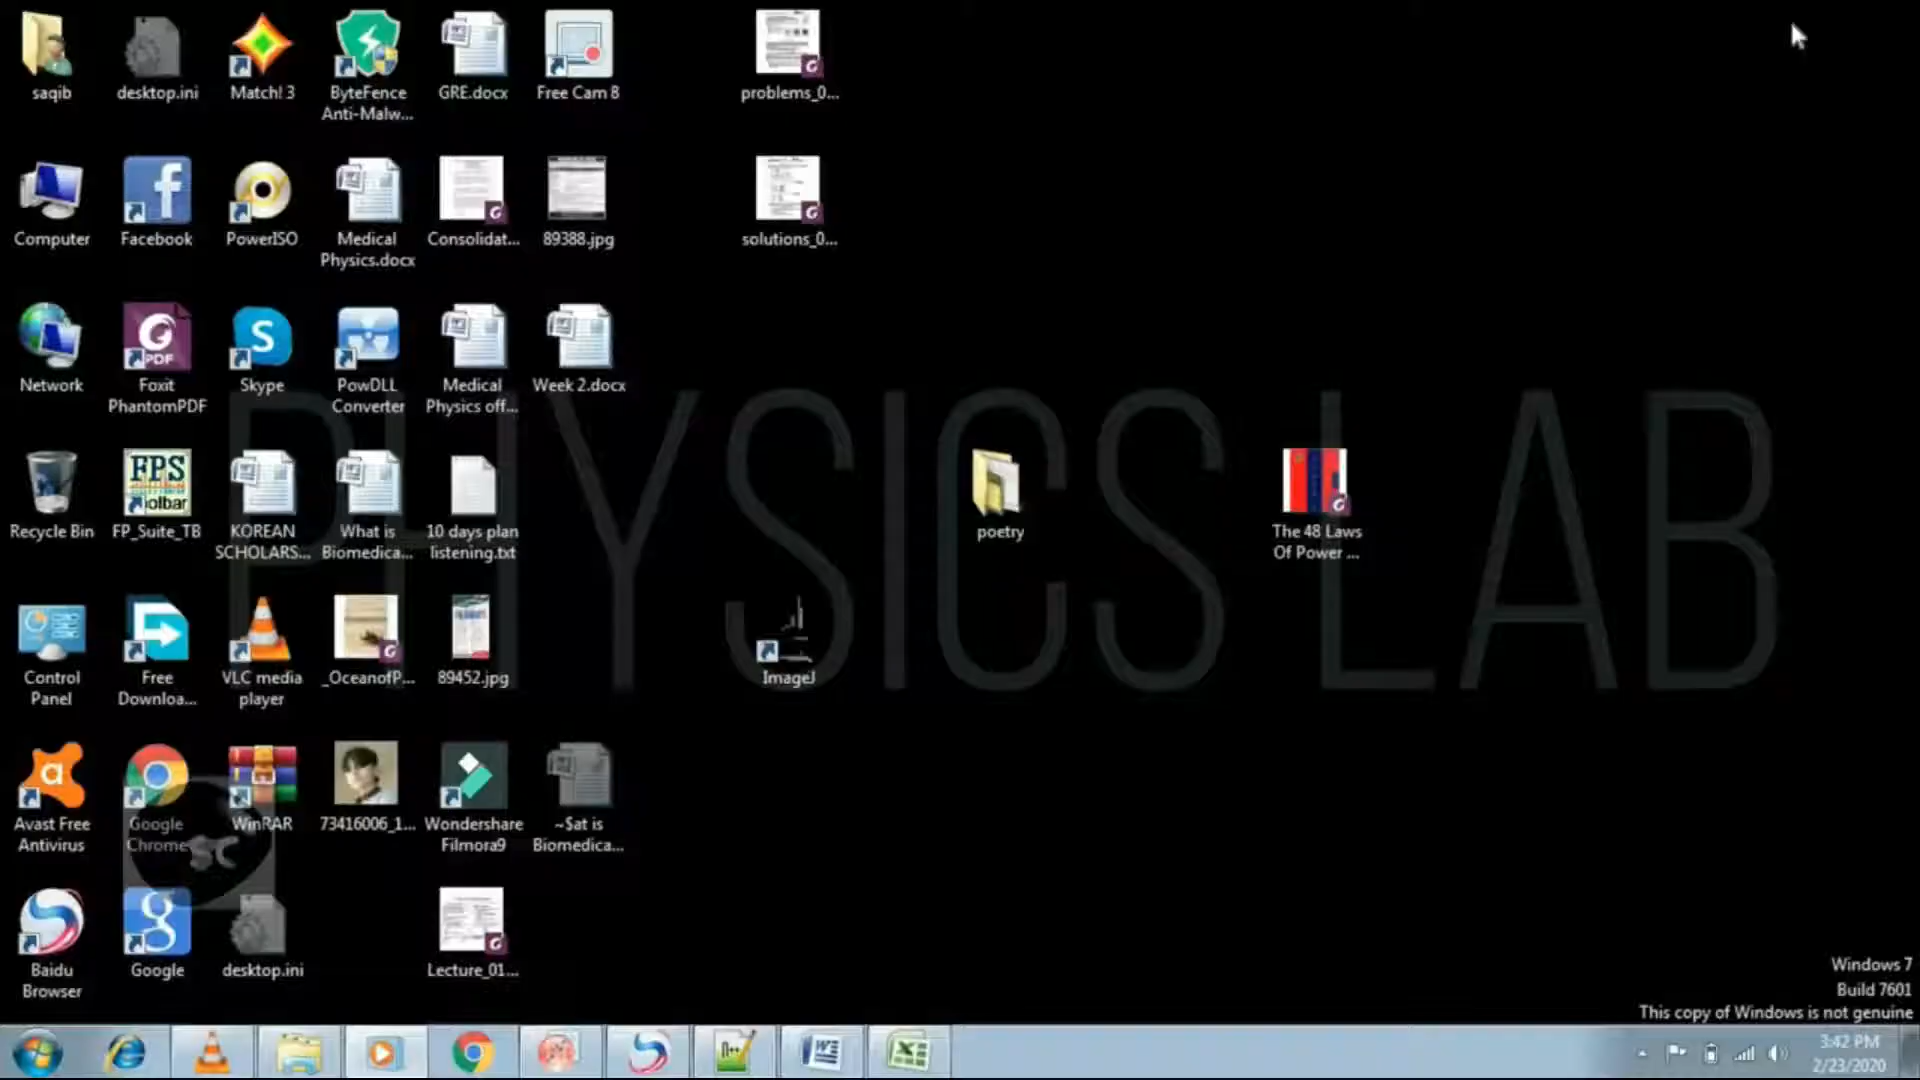 saqib
desktop.ini
Match! 3
ByteFence
Anti-Malw...
GRE.docx
Free Cam 8
problems_0...
Computer
Facebook
PowerISO
Medical
Physics.docx
Consolidat...
89388.jpg
solutions_0...
Network
PDF
Foxit
PhantomPDF
Skype
PowDLL
Converter
Medical
Physics off...
Week 2.docx
PHYSICS LAB
Recycle Bin
FPS
olbar
FP_Suite_TB
KOREAN
SCHOLARS...
What is
Biomedica...
10 days plan
listening.txt
poetry
The 48 Laws
Of Power ...
Control
Panel
Free
Downloa...
VLC media
player
_OceanofP...
89452.jpg
ImageJ
Avast Free
Antivirus
Google
Chrome
WinRAR
73416006_1...
Wondershare
Filmora9
~$at is
Biomedica...
SC
Baidu
Browser
Google
desktop.ini
Lecture_01...
Windows 7
Build 7601
This copy of Windows is not genuine
3:42 PM
2/23/2020